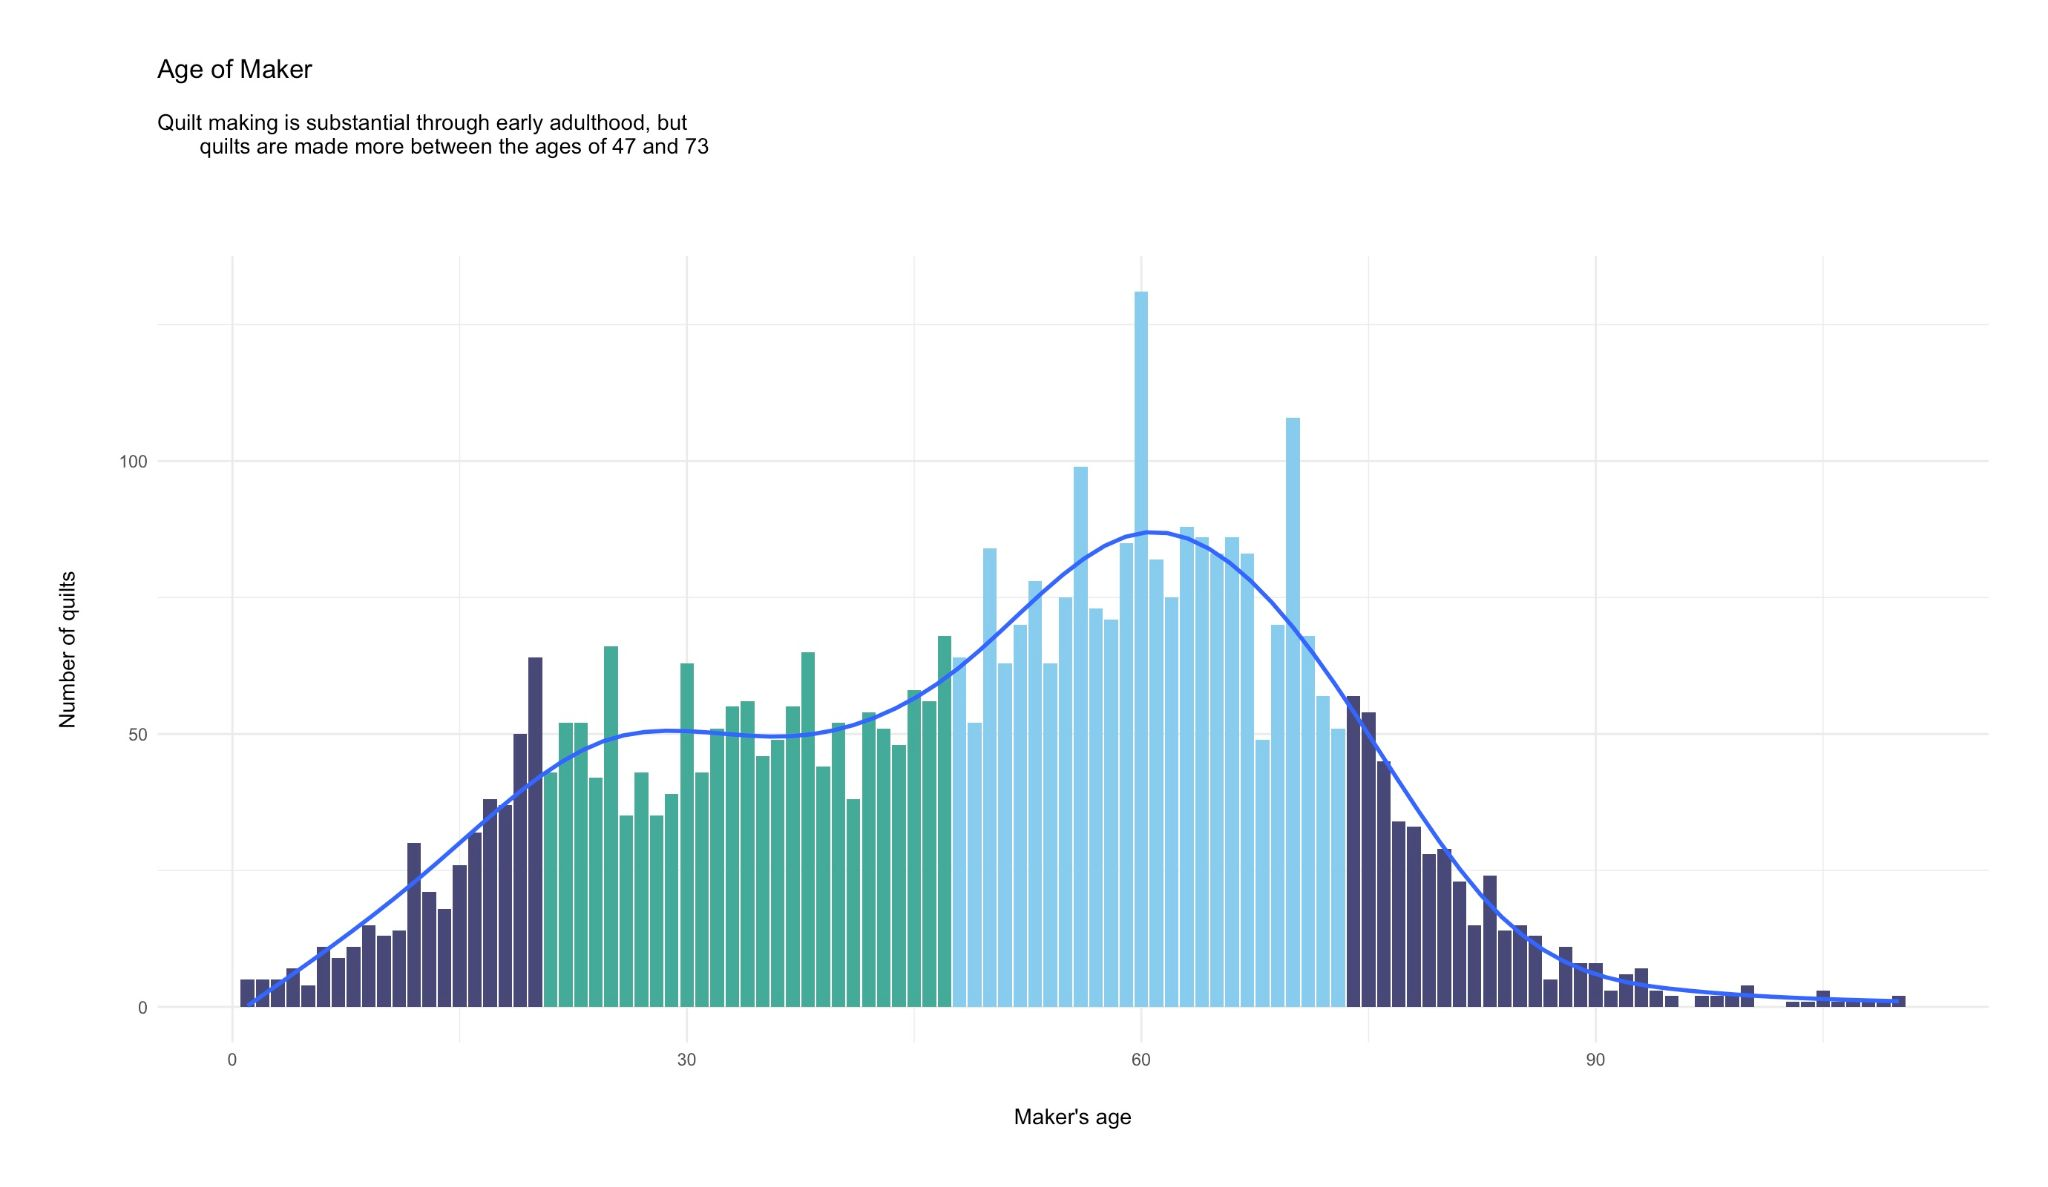 Age of Maker
Quilt making is substantial through early adulthood, but
quilts are made more between the ages of 47 and 73
Number of quilts
100
50
0
0 30 60 90
Maker's age